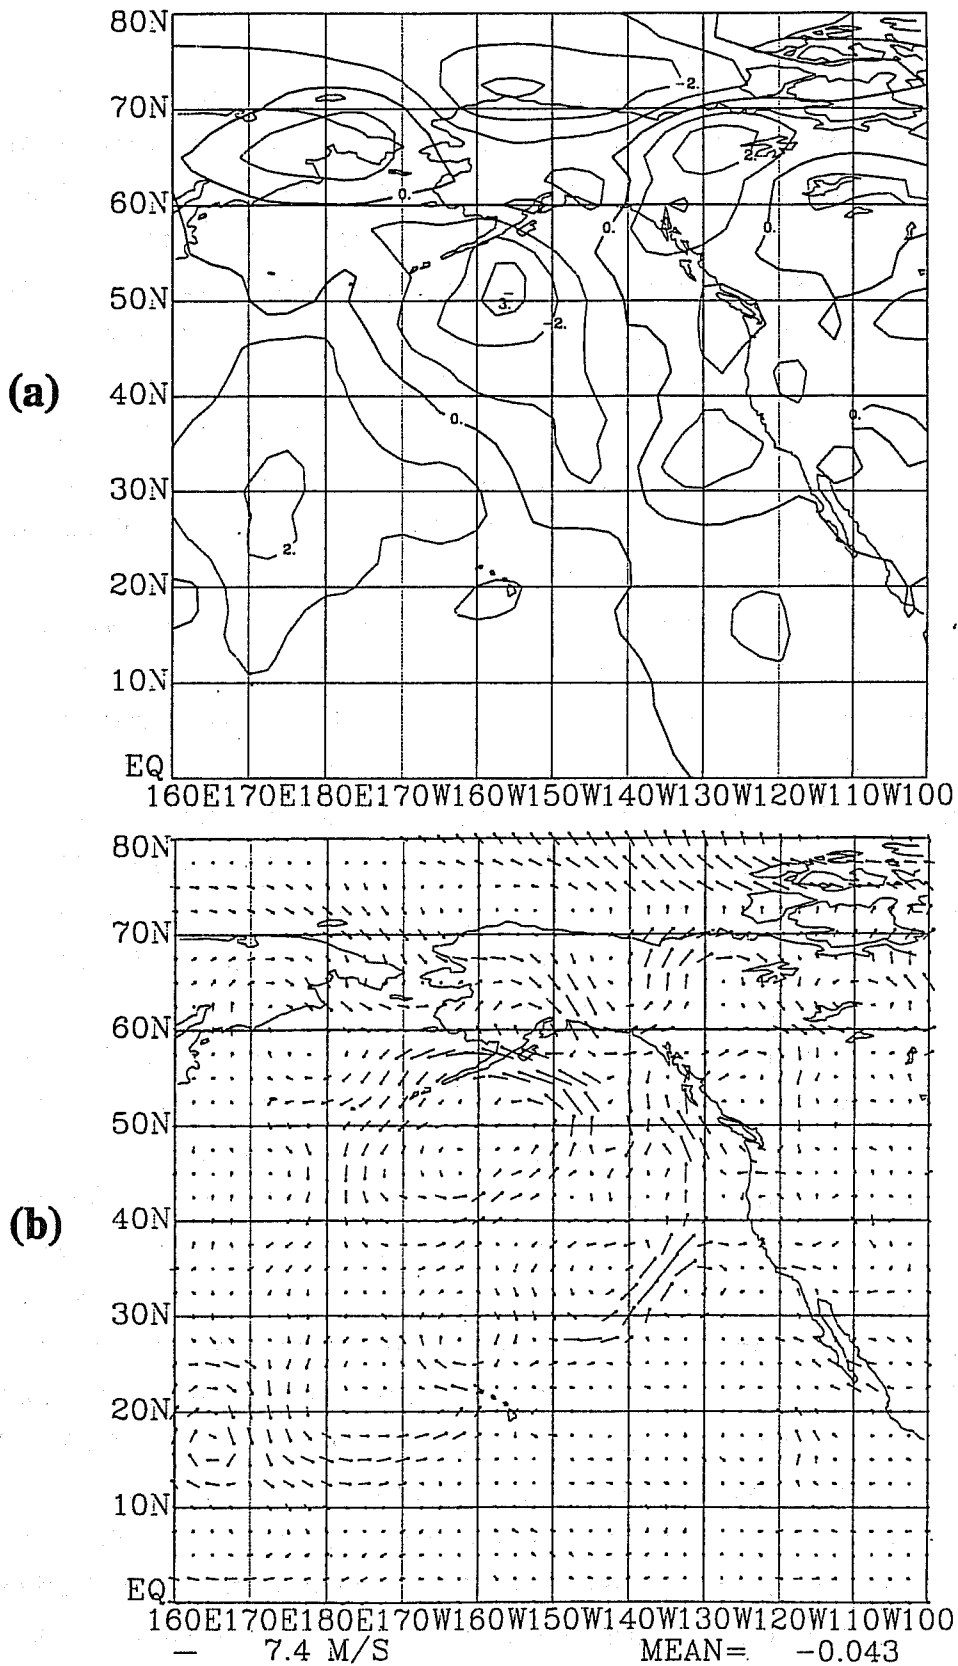 (a)
80N
70N
60N
50N
40N
30N
20N
10N
EQ
-2.
2.
0.
0.
0.
3.
-2.
0.
0.
2.
160E170E180E170W160W150W140W130W120W110W100
(b)
80N
70N
60N
50N
40N
30N
20N
10N
EQ
160E170E180E170W160W150W140W130W120W110W100
— 7.4 M/S MEAN= -0.043